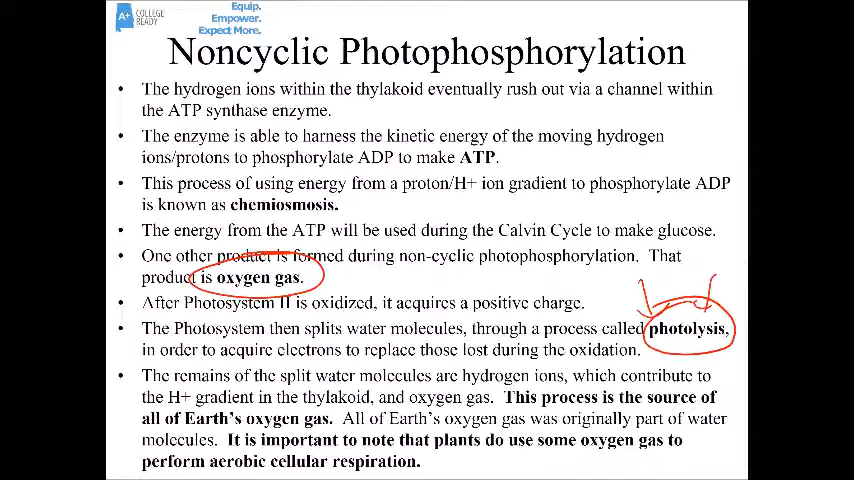 A+ COLLEGE READY
Equip.
Empower.
Expect More.
Noncyclic Photophosphorylation
• The hydrogen ions within the thylakoid eventually rush out via a channel within
the ATP synthase enzyme.
• The enzyme is able to harness the kinetic energy of the moving hydrogen
ions/protons to phosphorylate ADP to make ATP.
• This process of using energy from a proton/H+ ion gradient to phosphorylate ADP
is known as chemiosmosis.
• The energy from the ATP will be used during the Calvin Cycle to make glucose.
• One other product is formed during non-cyclic photophosphorylation. That
product is oxygen gas.
• After Photosystem II is oxidized, it acquires a positive charge.
• The Photosystem then splits water molecules, through a process called photolysis,
in order to acquire electrons to replace those lost during the oxidation.
• The remains of the split water molecules are hydrogen ions, which contribute to
the H+ gradient in the thylakoid, and oxygen gas. This process is the source of
all of Earth's oxygen gas. All of Earth's oxygen gas was originally part of water
molecules. It is important to note that plants do use some oxygen gas to
perform aerobic cellular respiration.